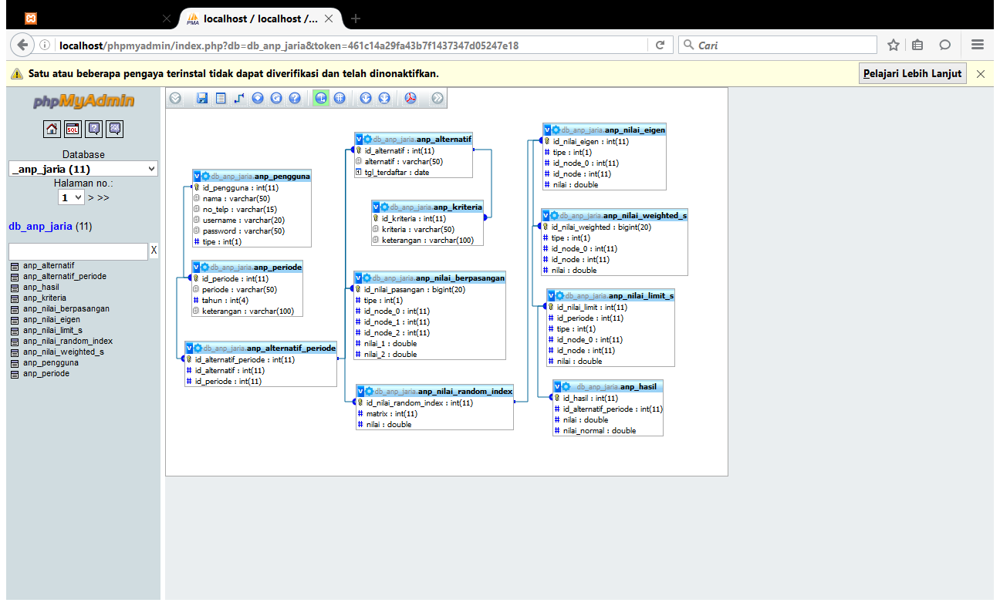 localhost / localhost /...
localhost/phpmyadmin/index.php?db=db_anp_jaria&token=461c14a29fa43b7f1437347d05247e18
Cari
Satu atau beberapa pengaya terinstal tidak dapat diverifikasi dan telah dinonaktifkan.
Pelajari Lebih Lanjut
phpMyAdmin
Database
_anp_jaria (11)
Halaman no.:
1 > >>
db_anp_jaria (11)
X
anp_alternatif
anp_alternatif_periode
anp_hasil
anp_kriteria
anp_nilai_berpasangan
anp_nilai_eigen
anp_nilai_limit_s
anp_nilai_random_index
anp_nilai_weighted_s
anp_pengguna
anp_periode
db_anp_jaria.anp_pengguna
id_pengguna : int(11)
nama : varchar(50)
no_telp : varchar(15)
username : varchar(20)
password : varchar(50)
tipe : int(1)
db_anp_jaria.anp_periode
id_periode : int(11)
periode : varchar(50)
tahun : int(4)
keterangan : varchar(100)
db_anp_jaria.anp_alternatif_periode
id_alternatif_periode : int(11)
id_alternatif : int(11)
id_periode : int(11)
db_anp_jaria.anp_alternatif
id_alternatif : int(11)
alternatif : varchar(50)
tgl_terdaftar : date
db_anp_jaria.anp_kriteria
id_kriteria : int(11)
kriteria : varchar(50)
keterangan : varchar(100)
db_anp_jaria.anp_nilai_berpasangan
id_nilai_pasangan : bigint(20)
tipe : int(1)
id_node_0 : int(11)
id_node_1 : int(11)
id_node_2 : int(11)
nilai_1 : double
nilai_2 : double
db_anp_jaria.anp_nilai_random_index
id_nilai_random_index : int(11)
matrix : int(11)
nilai : double
db_anp_jaria.anp_nilai_eigen
id_nilai_eigen : int(11)
tipe : int(1)
id_node_0 : int(11)
id_node : int(11)
nilai : double
db_anp_jaria.anp_nilai_weighted_s
id_nilai_weighted : bigint(20)
tipe : int(1)
id_node_0 : int(11)
id_node : int(11)
nilai : double
db_anp_jaria.anp_nilai_limit_s
id_nilai_limit : int(11)
id_periode : int(11)
tipe : int(1)
id_node_0 : int(11)
id_node : int(11)
nilai : double
db_anp_jaria.anp_hasil
id_hasil : int(11)
id_alternatif_periode : int(11)
nilai : double
nilai_normal : double